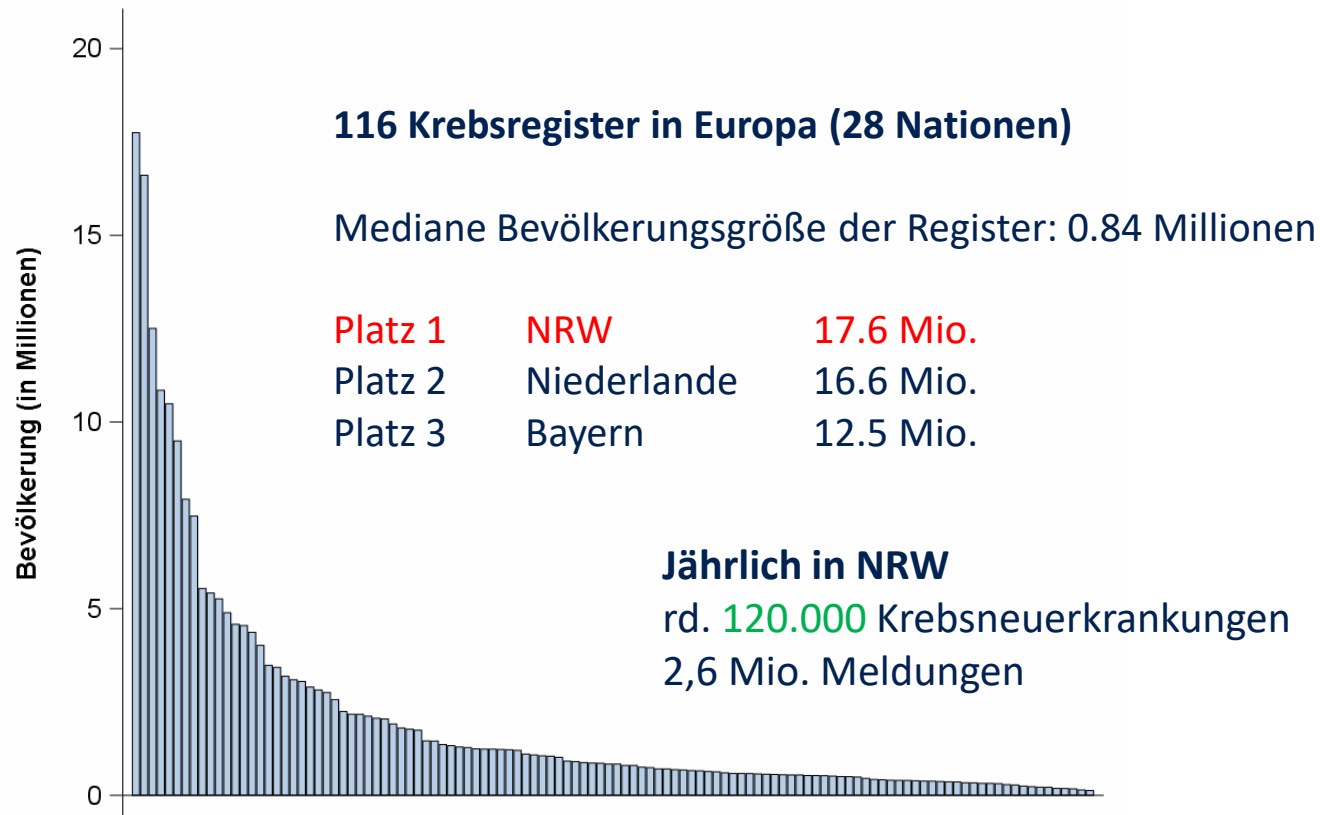 116 Krebsregister in Europa (28 Nationen)
Mediane Bevölkerungsgröße der Register: 0.84 Millionen
Platz 1 NRW 17.6 Mio.
Platz 2 Niederlande 16.6 Mio.
Platz 3 Bayern 12.5 Mio.
Jährlich in NRW
rd. 120.000 Krebsneuerkrankungen
2,6 Mio. Meldungen
Bevölkerung (in Millionen)
20
15
10
5
0